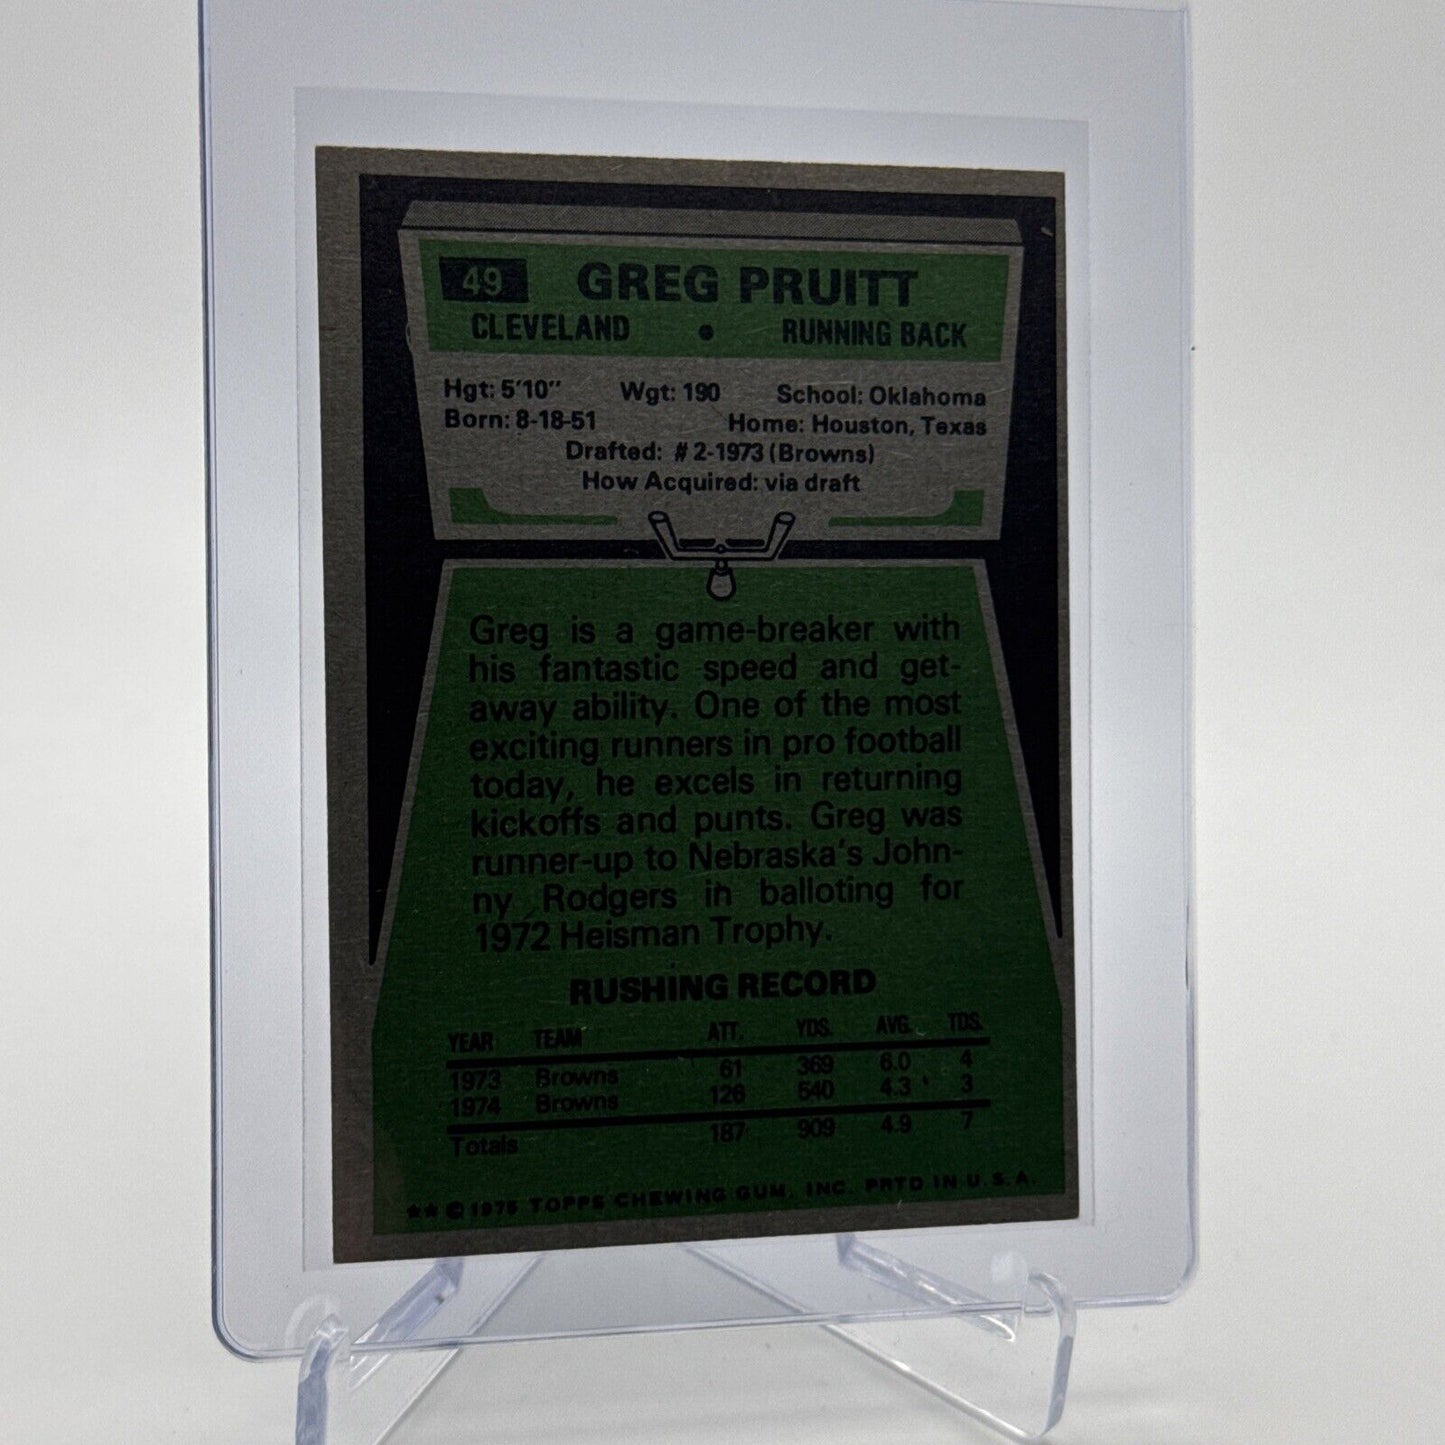 49 GREG PRUITT
CLEVELAND • RUNNING BACK
Hgt: 5'10" Wgt: 190 School: Oklahoma
Born: 8-18-51 Home: Houston, Texas
Drafted: #2-1973 (Browns)
How Acquired: via draft
Greg is a game-breaker with
his fantastic speed and get-
away ability. One of the most
exciting runners in pro football
today, he excels in returning
kickoffs and punts. Greg was
runner-up to Nebraska's John-
ny Rodgers in balloting for
1972 Heisman Trophy.
RUSHING RECORD
YEAR TEAM ATT. YDS. AVG. TDS.
1973 Browns 61 369 6.0 4
1974 Browns 126 540 4.3 3
Totals 187 909 4.9 7
★★ © 1975 TOPPS CHEWING GUM, INC. PRTD IN U.S.A.